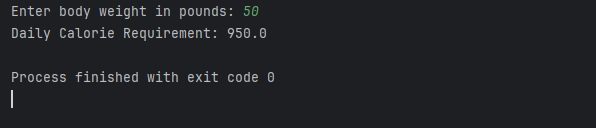 Enter body weight in pounds: 50
Daily Calorie Requirement: 950.0
Process finished with exit code 0